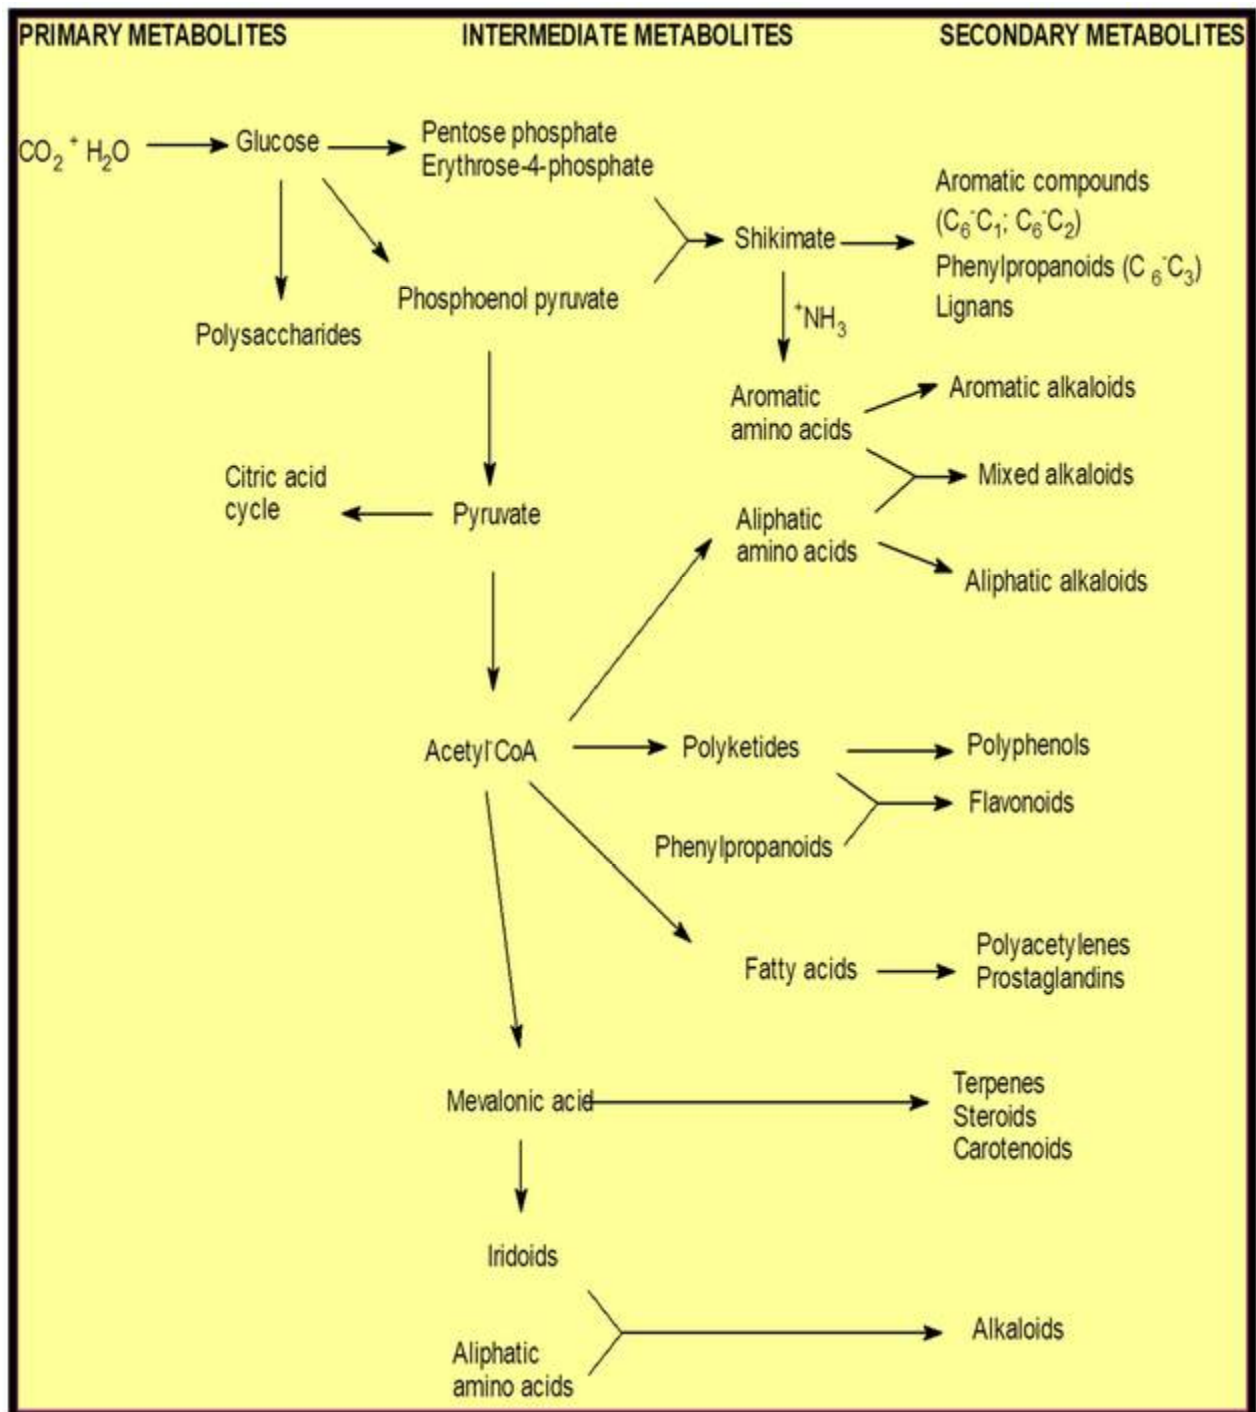 PRIMARY METABOLITES
INTERMEDIATE METABOLITES
SECONDARY METABOLITES
CO₂ + H₂O
Glucose
Pentose phosphate
Erythrose-4-phosphate
Aromatic compounds
(C₆-C₁; C₆-C₂)
Phenylpropanoids (C₆-C₃)
Lignans
Shikimate
Phosphoenol pyruvate
Polysaccharides
+NH₃
Aromatic
amino acids
Aromatic alkaloids
Mixed alkaloids
Citric acid
cycle
Pyruvate
Aliphatic
amino acids
Aliphatic alkaloids
Acetyl-CoA
Polyketides
Polyphenols
Flavonoids
Phenylpropanoids
Fatty acids
Polyacetylenes
Prostaglandins
Mevalonic acid
Terpenes
Steroids
Carotenoids
Iridoids
Aliphatic
amino acids
Alkaloids